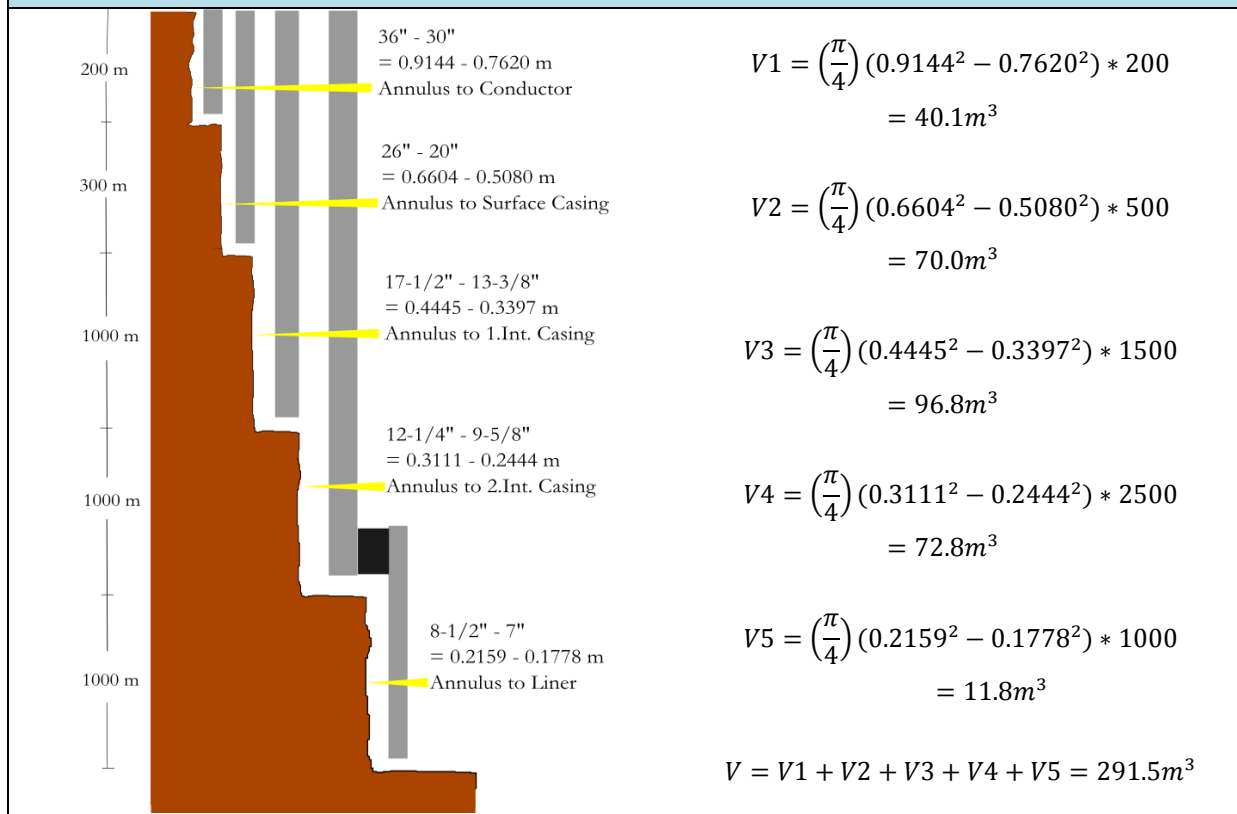 200 m
300 m
1000 m
1000 m
1000 m
36" - 30"
= 0.9144 - 0.7620 m
Annulus to Conductor
26" - 20"
= 0.6604 - 0.5080 m
Annulus to Surface Casing
17-1/2" - 13-3/8"
= 0.4445 - 0.3397 m
Annulus to 1.Int. Casing
12-1/4" - 9-5/8"
= 0.3111 - 0.2444 m
Annulus to 2.Int. Casing
8-1/2" - 7"
= 0.2159 - 0.1778 m
Annulus to Liner
V1 = (π/4) (0.9144² − 0.7620²) * 200
= 40.1m³
V2 = (π/4) (0.6604² − 0.5080²) * 500
= 70.0m³
V3 = (π/4) (0.4445² − 0.3397²) * 1500
= 96.8m³
V4 = (π/4) (0.3111² − 0.2444²) * 2500
= 72.8m³
V5 = (π/4) (0.2159² − 0.1778²) * 1000
= 11.8m³
V = V1 + V2 + V3 + V4 + V5 = 291.5m³